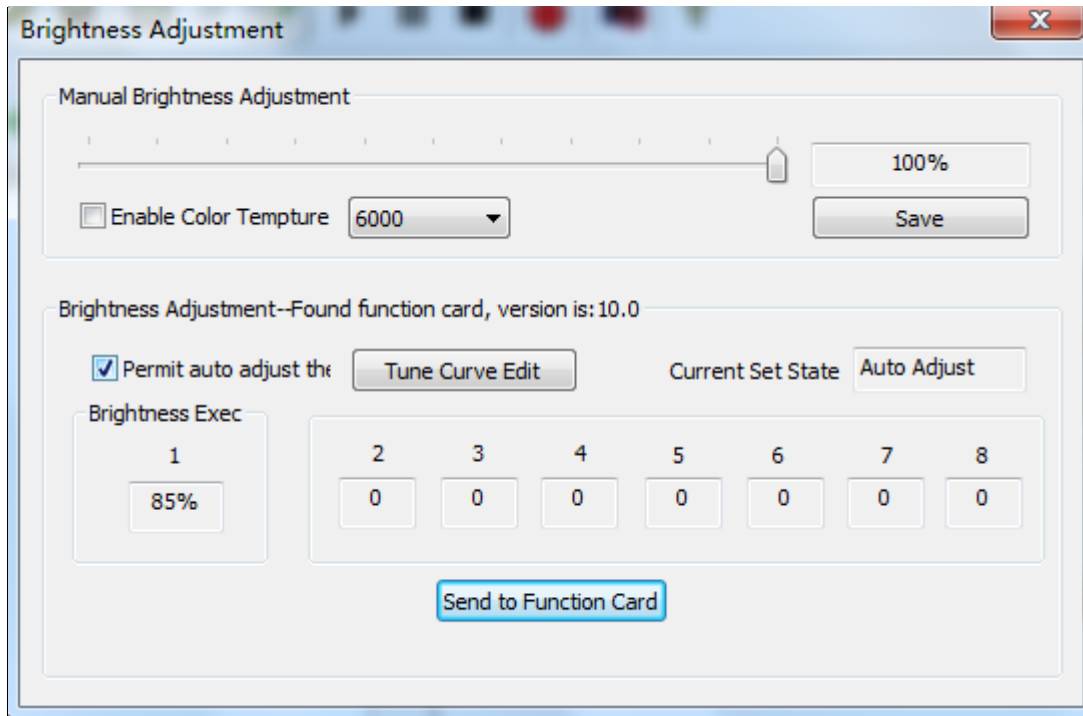 Brightness Adjustment
Manual Brightness Adjustment
100%
Enable Color Tempture 6000 Save
Brightness Adjustment--Found function card, version is:10.0
Permit auto adjust the Tune Curve Edit Current Set State Auto Adjust
Brightness Exec
1 2 3 4 5 6 7 8
85% 0 0 0 0 0 0 0
Send to Function Card